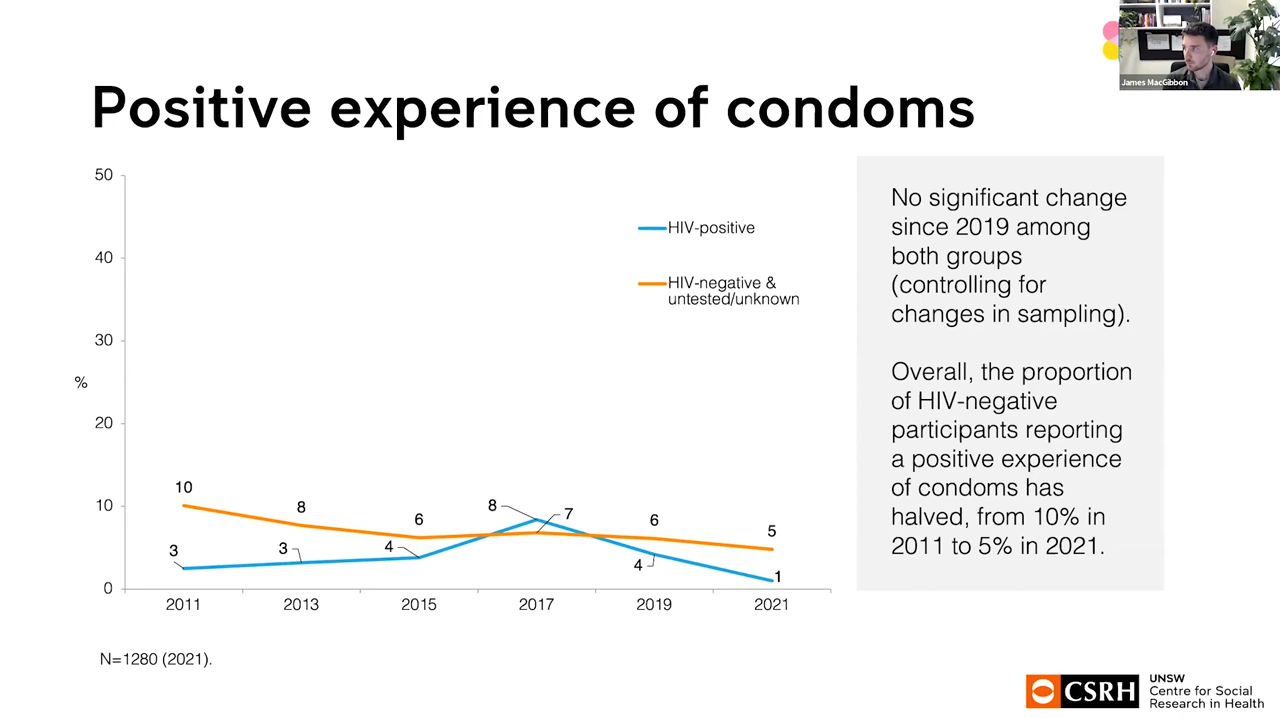 James MacGibbon
Positive experience of condoms
50
40
30
%
20
10
0
HIV-positive
HIV-negative &
untested/unknown
10
8
6
8
7
6
5
3
3
4
4
1
2011
2013
2015
2017
2019
2021
No significant change
since 2019 among
both groups
(controlling for
changes in sampling).
Overall, the proportion
of HIV-negative
participants reporting
a positive experience
of condoms has
halved, from 10% in
2011 to 5% in 2021.
N=1280 (2021).
CSRH
UNSW
Centre for Social
Research in Health